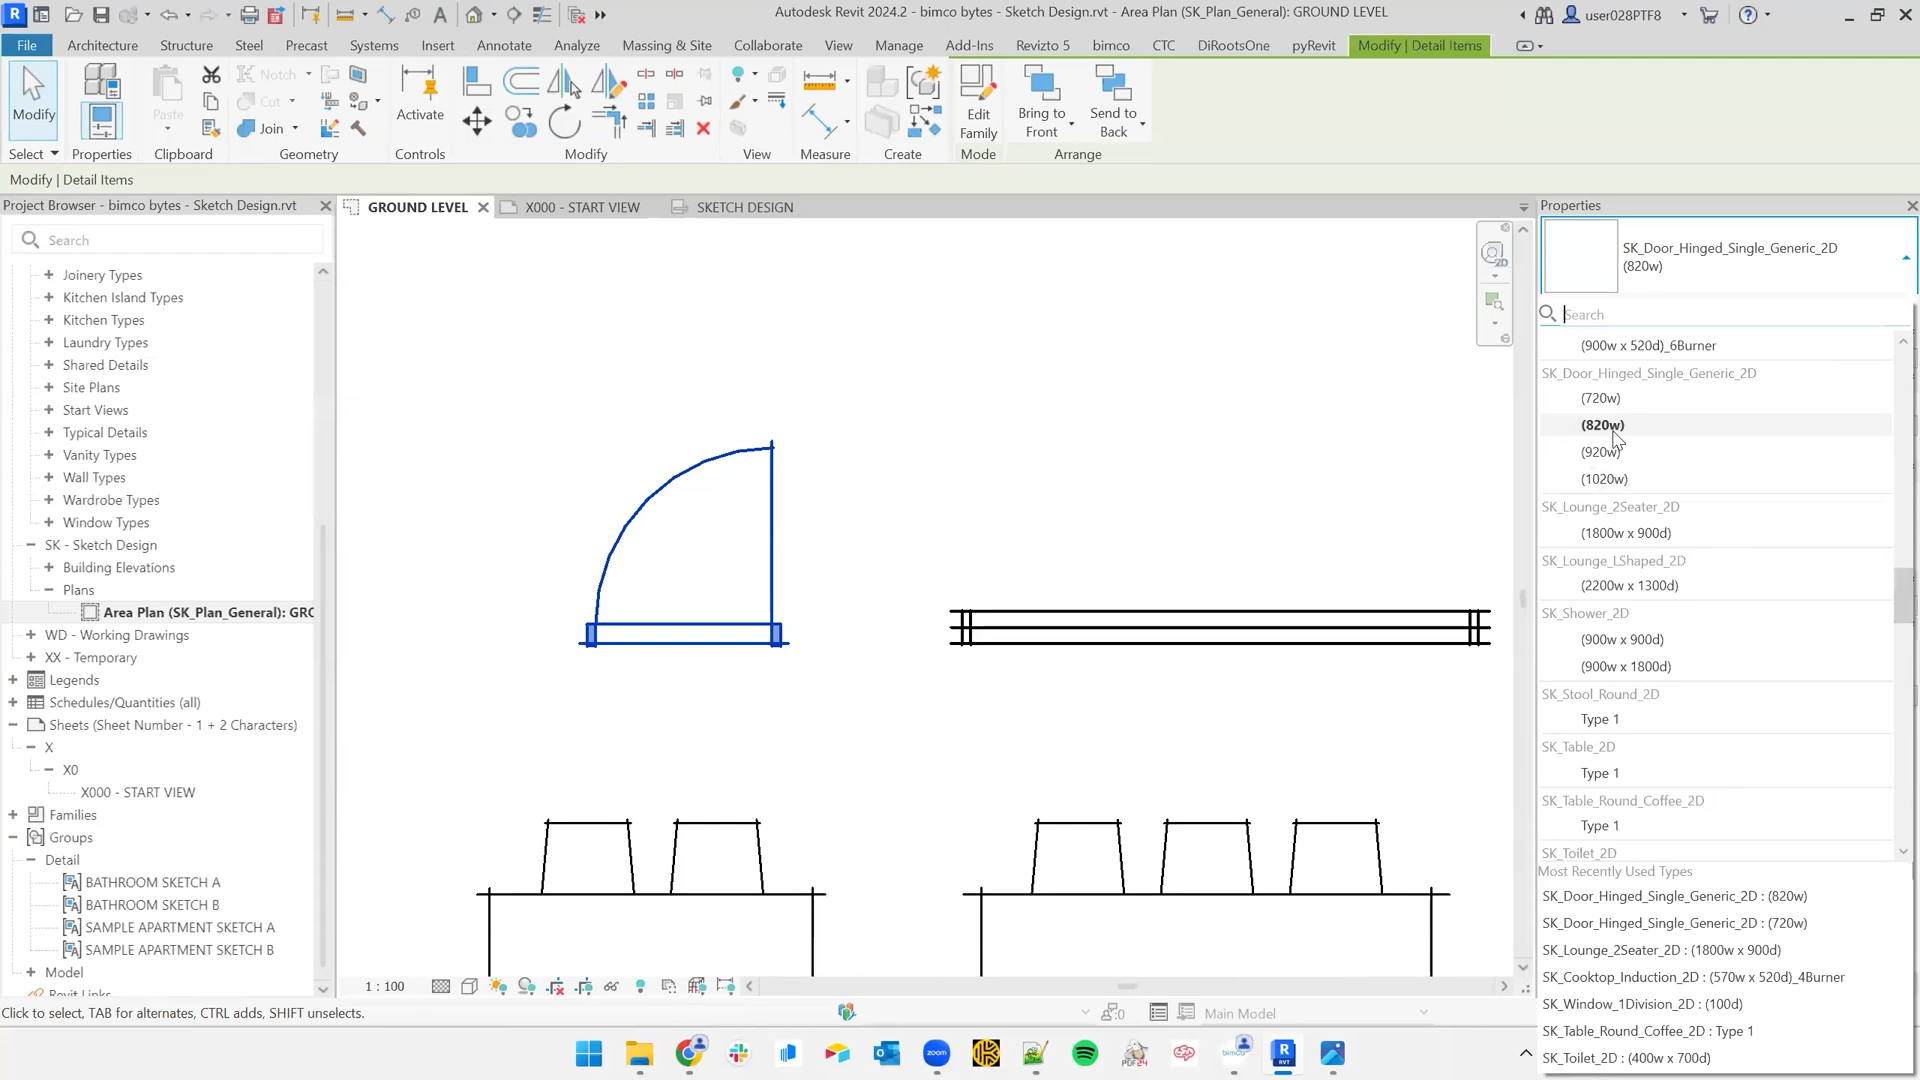 Autodesk Revit 2024.2 - bimco bytes - Sketch Design.rvt - Area Plan (SK_Plan_General): GROUND LEVEL
user028PTF8
File Architecture Structure Steel Precast Systems Insert Annotate Analyze Massing & Site Collaborate View Manage Add-Ins Revizto 5 bimco CTC DiRootsOne pyRevit Modify | Detail Items
Modify
Paste
Notch
Cut
Join
Activate
Edit
Family
Bring to
Front
Send to
Back
Select Properties Clipboard Geometry Controls Modify View Measure Create Mode Arrange
Modify | Detail Items
Project Browser - bimco bytes - Sketch Design.rvt
Search
Joinery Types
Kitchen Island Types
Kitchen Types
Laundry Types
Shared Details
Site Plans
Start Views
Typical Details
Vanity Types
Wall Types
Wardrobe Types
Window Types
SK - Sketch Design
Building Elevations
Plans
Area Plan (SK_Plan_General): GRC
WD - Working Drawings
XX - Temporary
Legends
Schedules/Quantities (all)
Sheets (Sheet Number - 1 + 2 Characters)
X
X0
X000 - START VIEW
Families
Groups
Detail
BATHROOM SKETCH A
BATHROOM SKETCH B
SAMPLE APARTMENT SKETCH A
SAMPLE APARTMENT SKETCH B
Model
Revit Links
GROUND LEVEL X000 - START VIEW SKETCH DESIGN
2D
1 : 100
Properties
SK_Door_Hinged_Single_Generic_2D
(820w)
Search
(900w x 520d)_6Burner
SK_Door_Hinged_Single_Generic_2D
(720w)
(820w)
(920w)
(1020w)
SK_Lounge_2Seater_2D
(1800w x 900d)
SK_Lounge_LShaped_2D
(2200w x 1300d)
SK_Shower_2D
(900w x 900d)
(900w x 1800d)
SK_Stool_Round_2D
Type 1
SK_Table_2D
Type 1
SK_Table_Round_Coffee_2D
Type 1
SK_Toilet_2D
Most Recently Used Types
SK_Door_Hinged_Single_Generic_2D : (820w)
SK_Door_Hinged_Single_Generic_2D : (720w)
SK_Lounge_2Seater_2D : (1800w x 900d)
SK_Cooktop_Induction_2D : (570w x 520d)_4Burner
SK_Window_1Division_2D : (100d)
SK_Table_Round_Coffee_2D : Type 1
SK_Toilet_2D : (400w x 700d)
Click to select, TAB for alternates, CTRL adds, SHIFT unselects.
:0
Main Model
zoom
PDF24
bimco
R
RVT